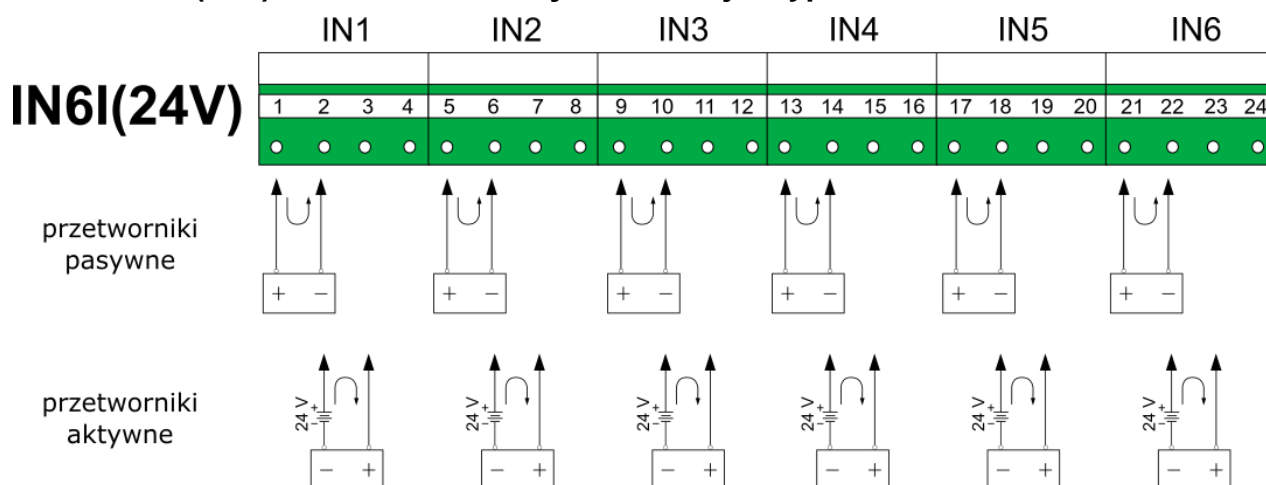 IN1 IN2 IN3 IN4 IN5 IN6
IN6I(24V)
1 2 3 4 5 6 7 8 9 10 11 12 13 14 15 16 17 18 19 20 21 22 23 24
przetworniki
pasywne
+ − + − + − + − + − + −
przetworniki
aktywne
24 V + − 24 V + − 24 V + − 24 V + − 24 V + − 24 V + −
− + − + − + − + − + − +